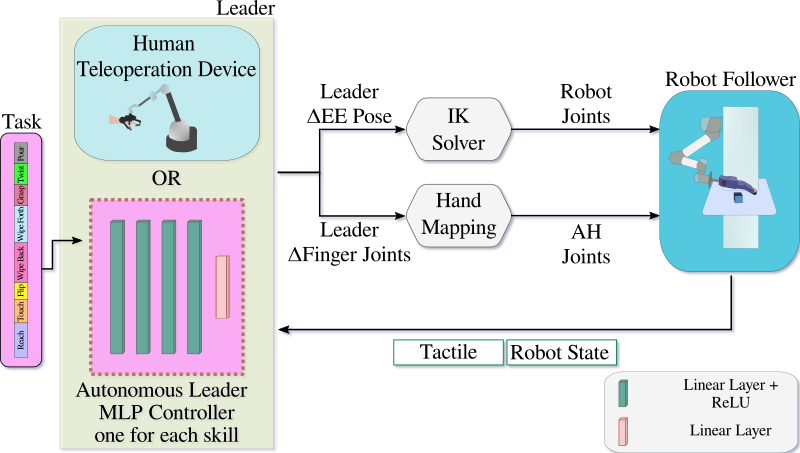 Leader
Human
Teleoperation Device
OR
Autonomous Leader
MLP Controller
one for each skill
Task
Pour
Twist
Grasp
Wipe Forth
Wipe Back
Flip
Touch
Reach
Leader
ΔEE Pose
IK
Solver
Robot
Joints
Leader
ΔFinger Joints
Hand
Mapping
AH
Joints
Robot Follower
Tactile
Robot State
Linear Layer +
ReLU
Linear Layer